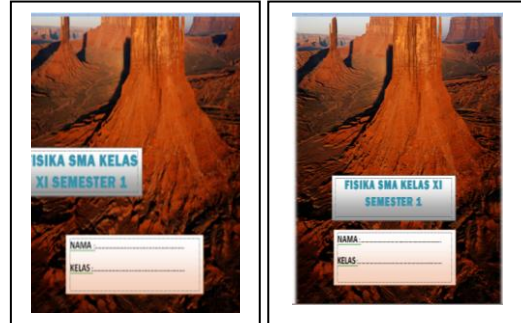 FISIKA SMA KELAS
XI SEMESTER 1
NAMA : ............................................
KELAS : ............................................
FISIKA SMA KELAS XI
SEMESTER 1
NAMA : ............................................
KELAS : ............................................